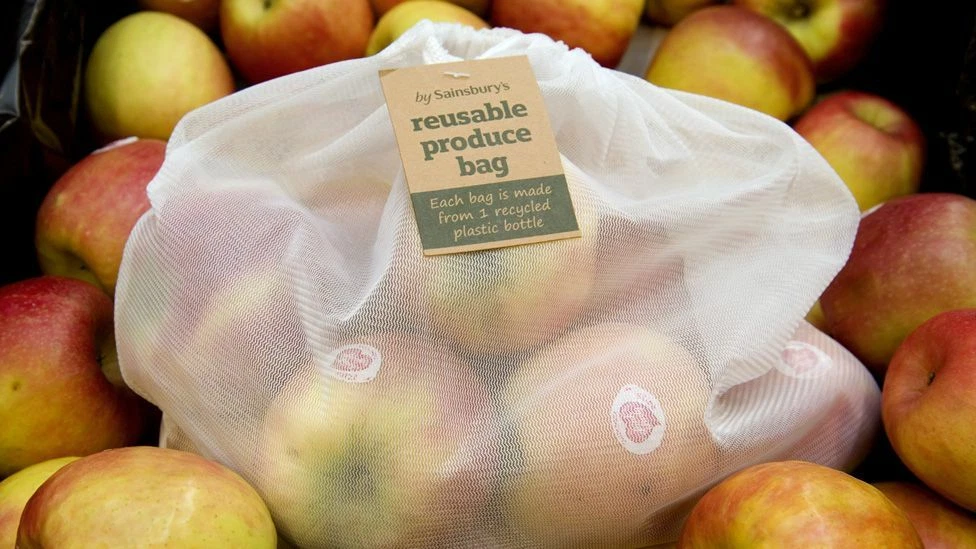 by Sainsbury's
reusable
produce
bag
Each bag is made
from 1 recycled
plastic bottle